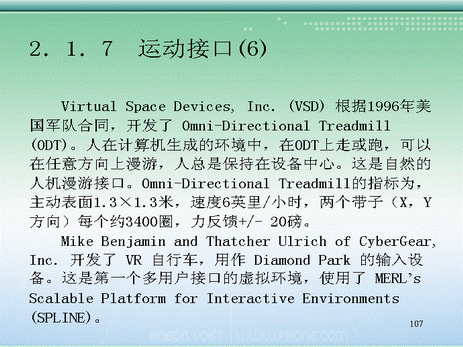 2．1．7　运动接口(6)
Virtual Space Devices, Inc. (VSD) 根据1996年美
国军队合同，开发了 Omni-Directional Treadmill
(ODT)。人在计算机生成的环境中，在ODT上走或跑，可以
在任意方向上漫游，人总是保持在设备中心。这是自然的
人机漫游接口。Omni-Directional Treadmill的指标为，
主动表面1.3×1.3米，速度6英里/小时，两个带子（X，Y
方向）每个约3400圈，力反馈+/- 20磅。
Mike Benjamin and Thatcher Ulrich of CyberGear,
Inc. 开发了 VR 自行车，用作 Diamond Park 的输入设
备。这是第一个多用户接口的虚拟环境，使用了 MERL's
Scalable Platform for Interactive Environments
(SPLINE)。
107